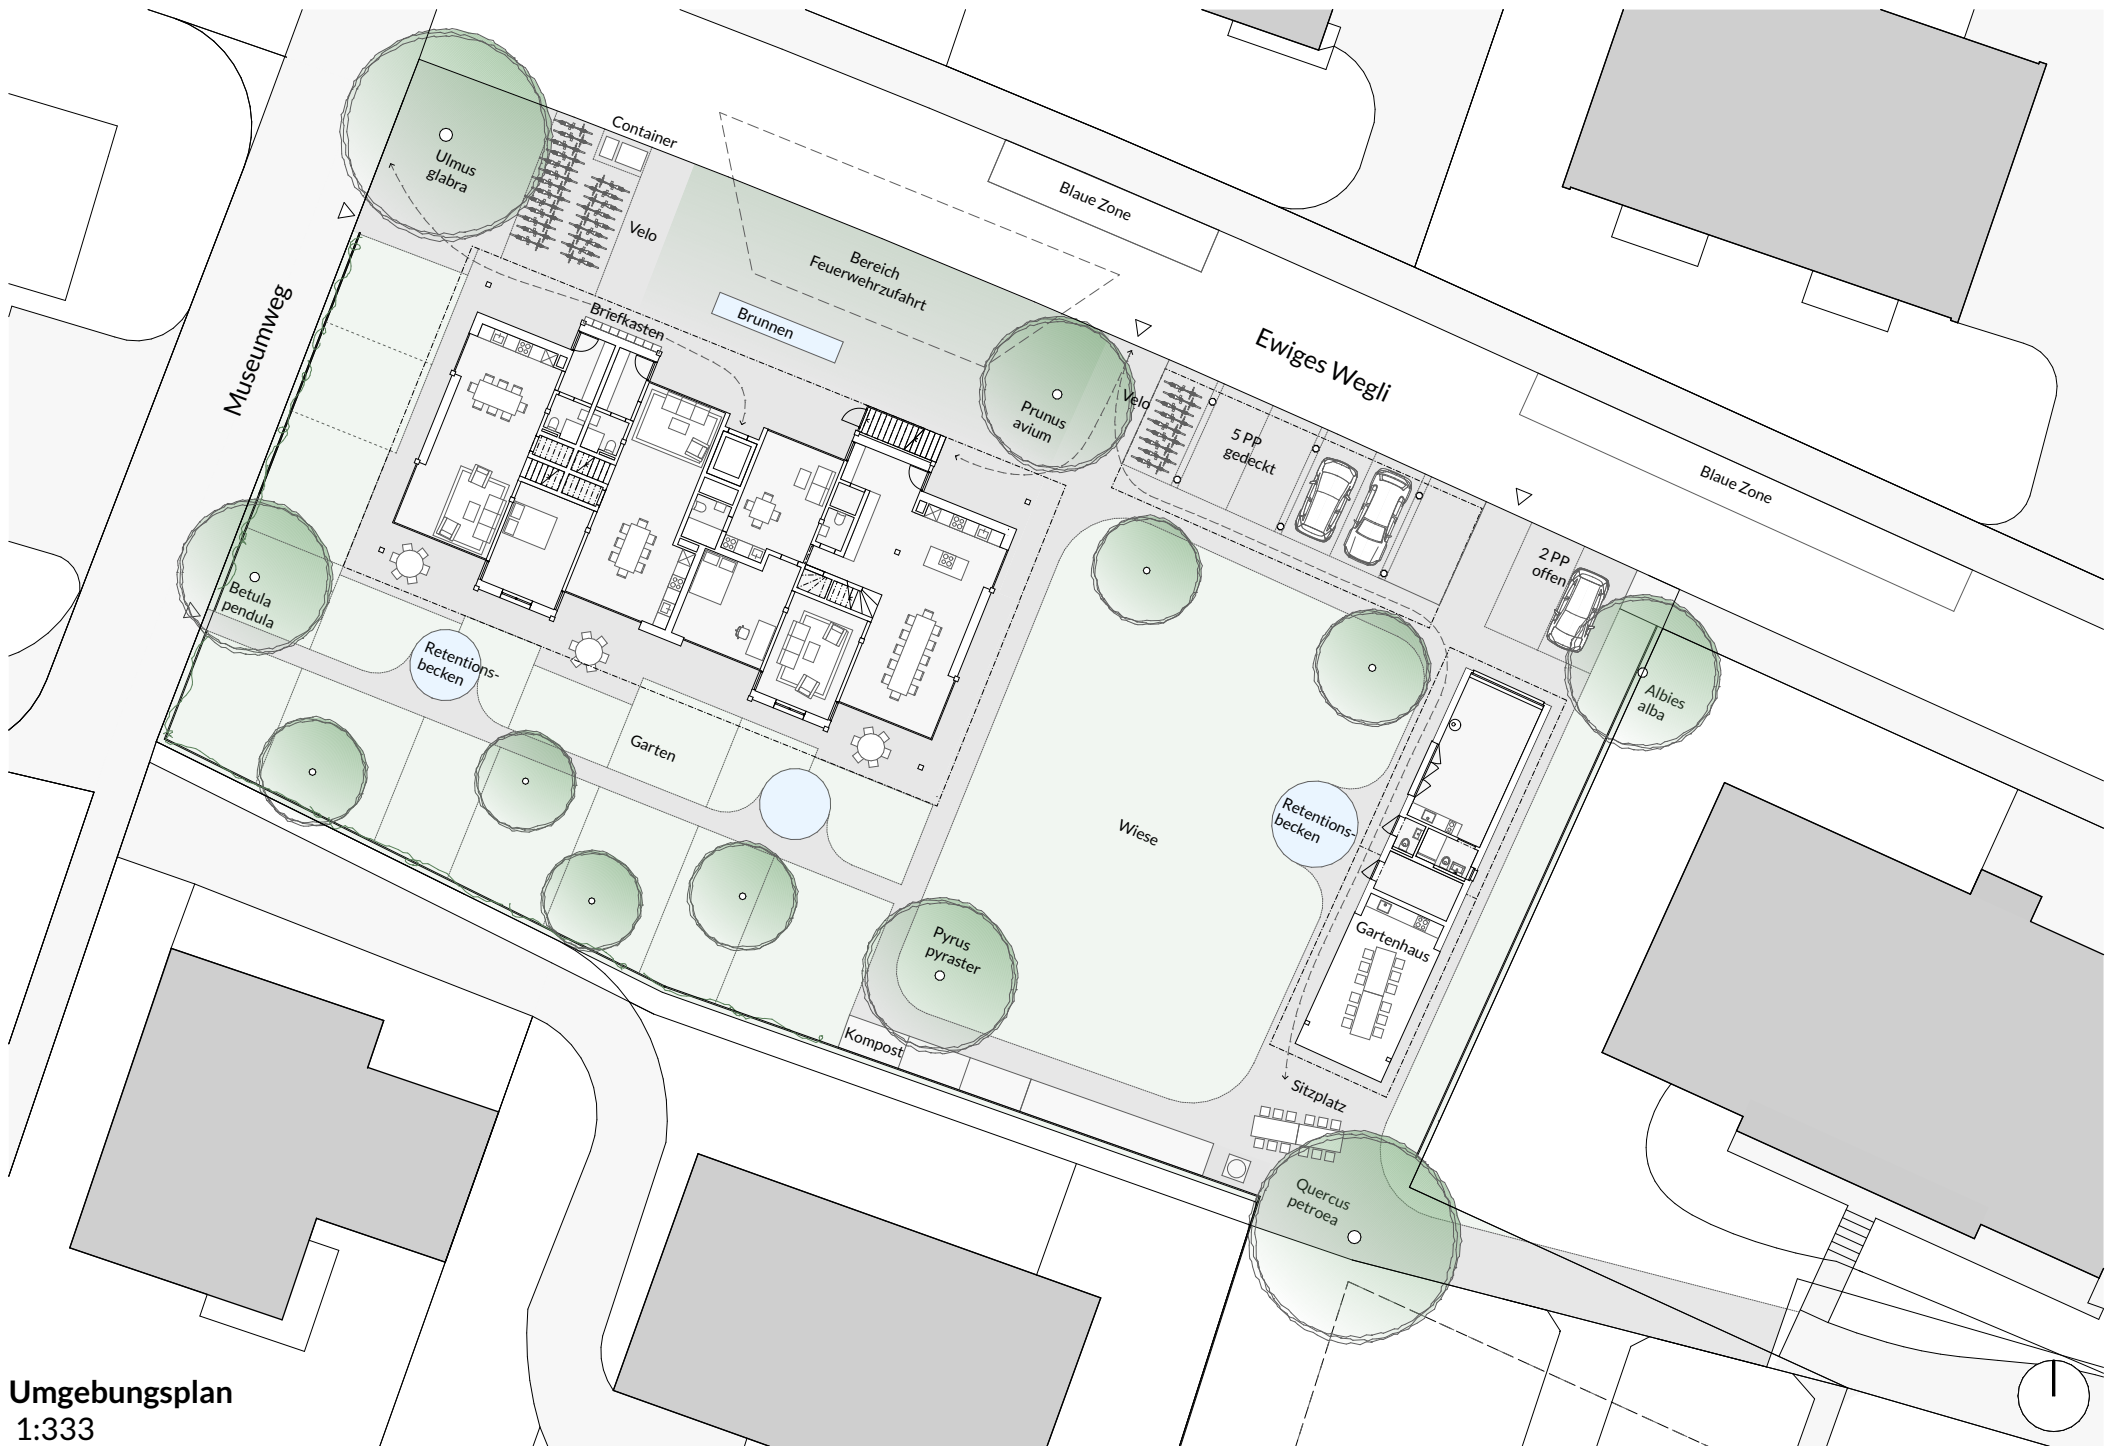 Container
Ulmus
glabra
Velo
Blaue Zone
Bereich
Feuerwehrzufahrt
Briefkasten
Brunnen
Museumweg
Ewiges Wegli
Velo
Prunus
avium
5 PP
gedeckt
Blaue Zone
2 PP
offen
Betula
pendula
Retentions-
becken
Garten
Albies
alba
Wiese
Retentions-
becken
Gartenhaus
Pyrus
pyraster
Kompost
Sitzplatz
Quercus
petroea
Umgebungsplan
1:333